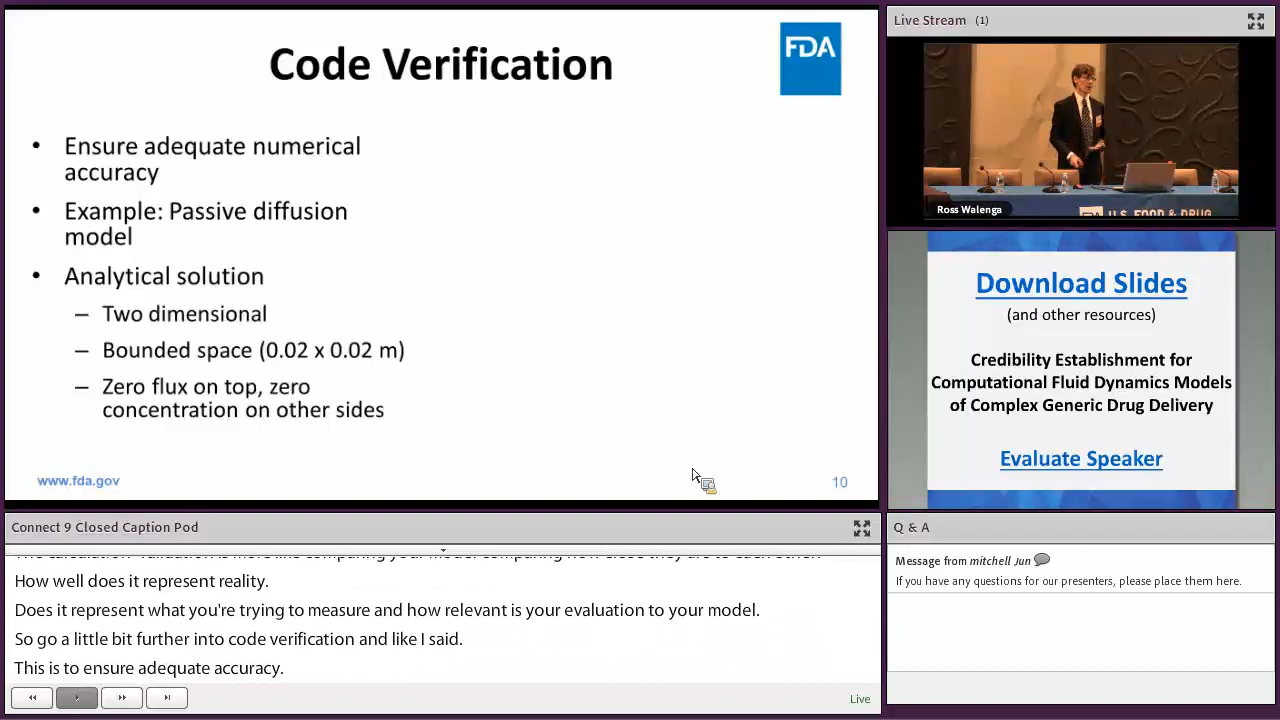 Code Verification
FDA
• Ensure adequate numerical
accuracy
• Example: Passive diffusion
model
• Analytical solution
– Two dimensional
– Bounded space (0.02 x 0.02 m)
– Zero flux on top, zero
concentration on other sides
www.fda.gov
10
Live Stream (1)
Ross Walenga
FDA U.S. FOOD & DRUG
Download Slides
(and other resources)
Credibility Establishment for
Computational Fluid Dynamics Models
of Complex Generic Drug Delivery
Evaluate Speaker
Connect 9 Closed Caption Pod
How well does it represent reality.
Does it represent what you're trying to measure and how relevant is your evaluation to your model.
So go a little bit further into code verification and like I said.
This is to ensure adequate accuracy.
Live
Q & A
Message from mitchell Jun
If you have any questions for our presenters, please place them here.